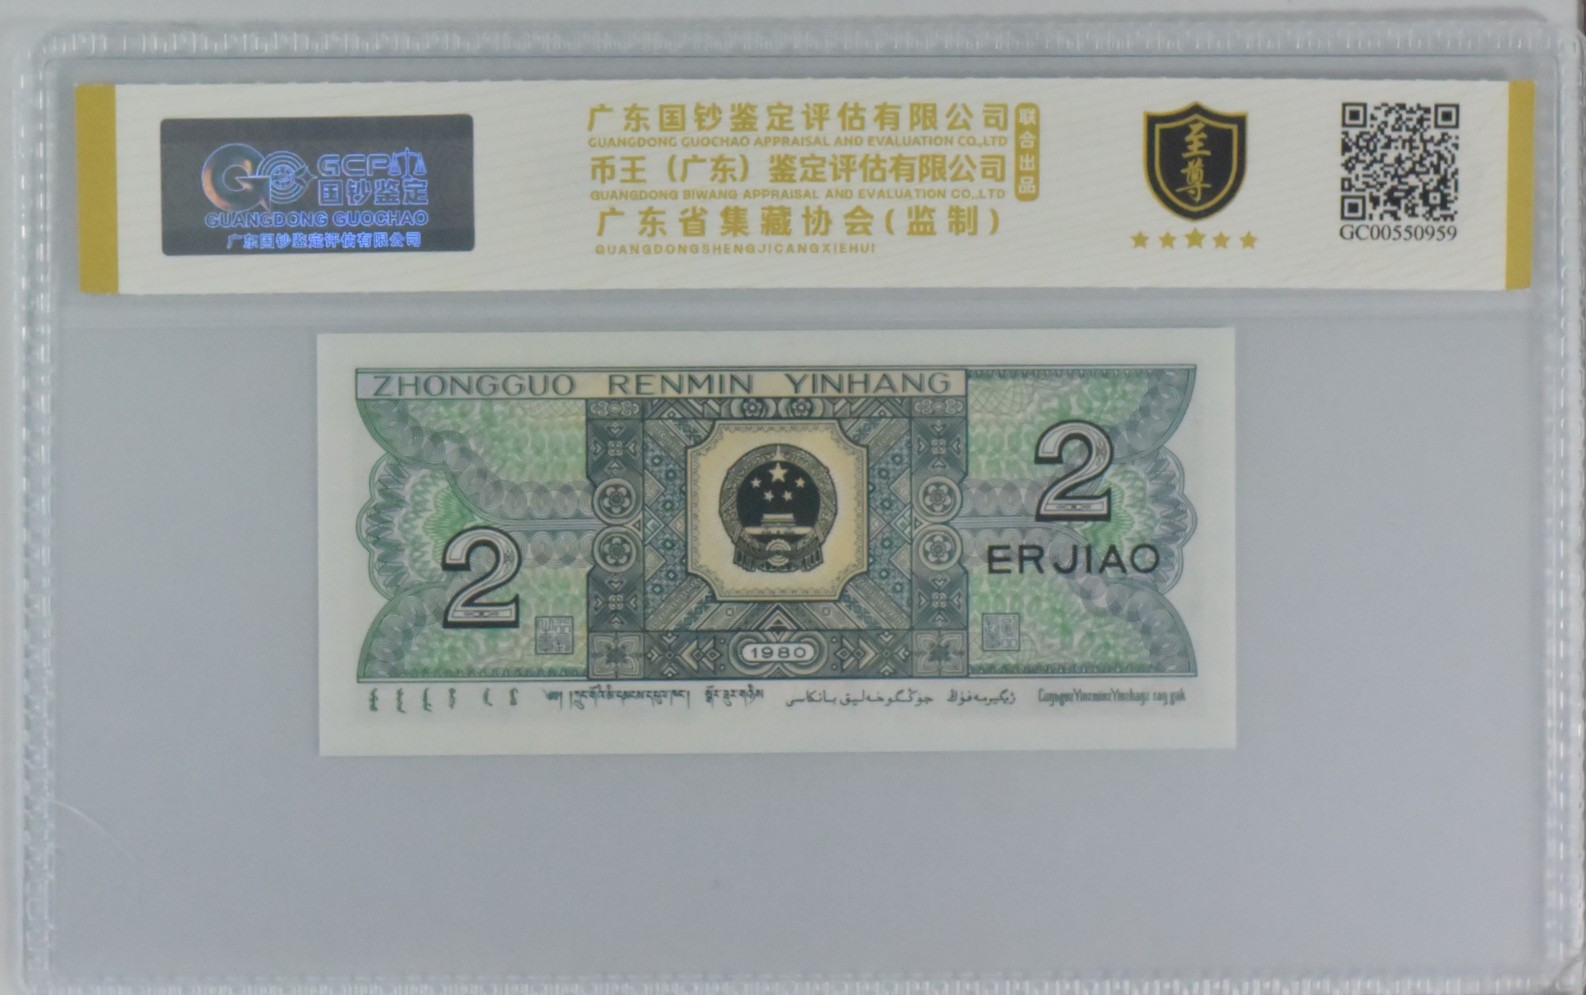 GCP
国钞鉴定
GUANGDONG GUOCHAO
广东国钞鉴定评估有限公司
广东国钞鉴定评估有限公司
GUANGDONG GUOCHAO APPRAISAL AND EVALUATION CO.,LTD
币王（广东）鉴定评估有限公司
GUANGDONG BIWANG APPRAISAL AND EVALUATION CO.,LTD
广东省集藏协会(监制)
GUANGDONGSHENGJICANGXIEHUI
联合出品
至尊
GC00550959
ZHONGGUO RENMIN YINHANG
2
ERJIAO
2
1980
جۇڭگوخەلىق بانكاسى